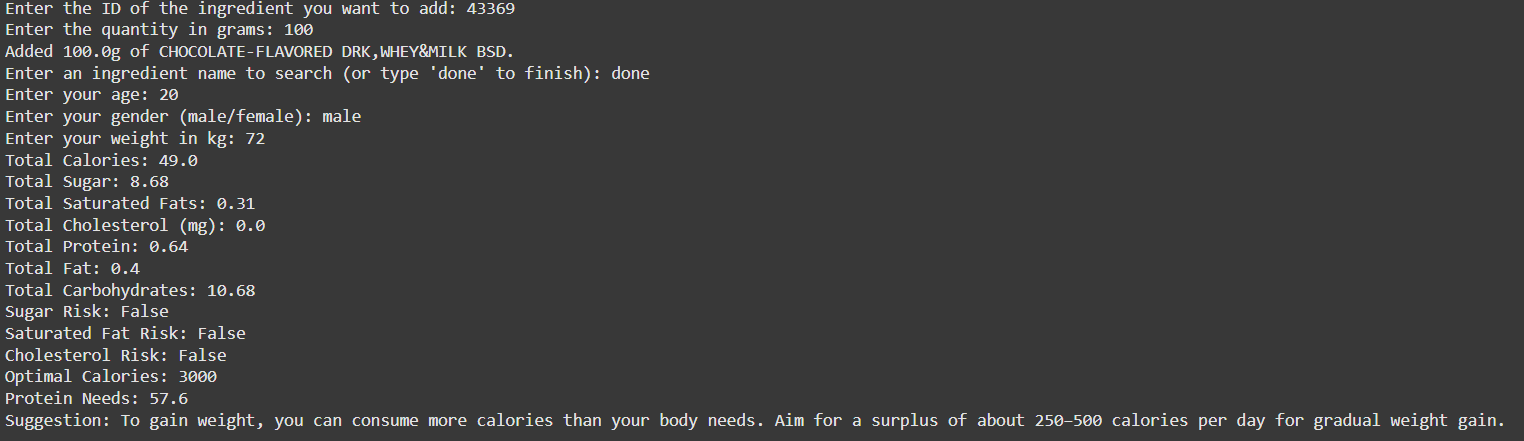 Enter the ID of the ingredient you want to add: 43369
Enter the quantity in grams: 100
Added 100.0g of CHOCOLATE-FLAVORED DRK,WHEY&MILK BSD.
Enter an ingredient name to search (or type 'done' to finish): done
Enter your age: 20
Enter your gender (male/female): male
Enter your weight in kg: 72
Total Calories: 49.0
Total Sugar: 8.68
Total Saturated Fats: 0.31
Total Cholesterol (mg): 0.0
Total Protein: 0.64
Total Fat: 0.4
Total Carbohydrates: 10.68
Sugar Risk: False
Saturated Fat Risk: False
Cholesterol Risk: False
Optimal Calories: 3000
Protein Needs: 57.6
Suggestion: To gain weight, you can consume more calories than your body needs. Aim for a surplus of about 250–500 calories per day for gradual weight gain.